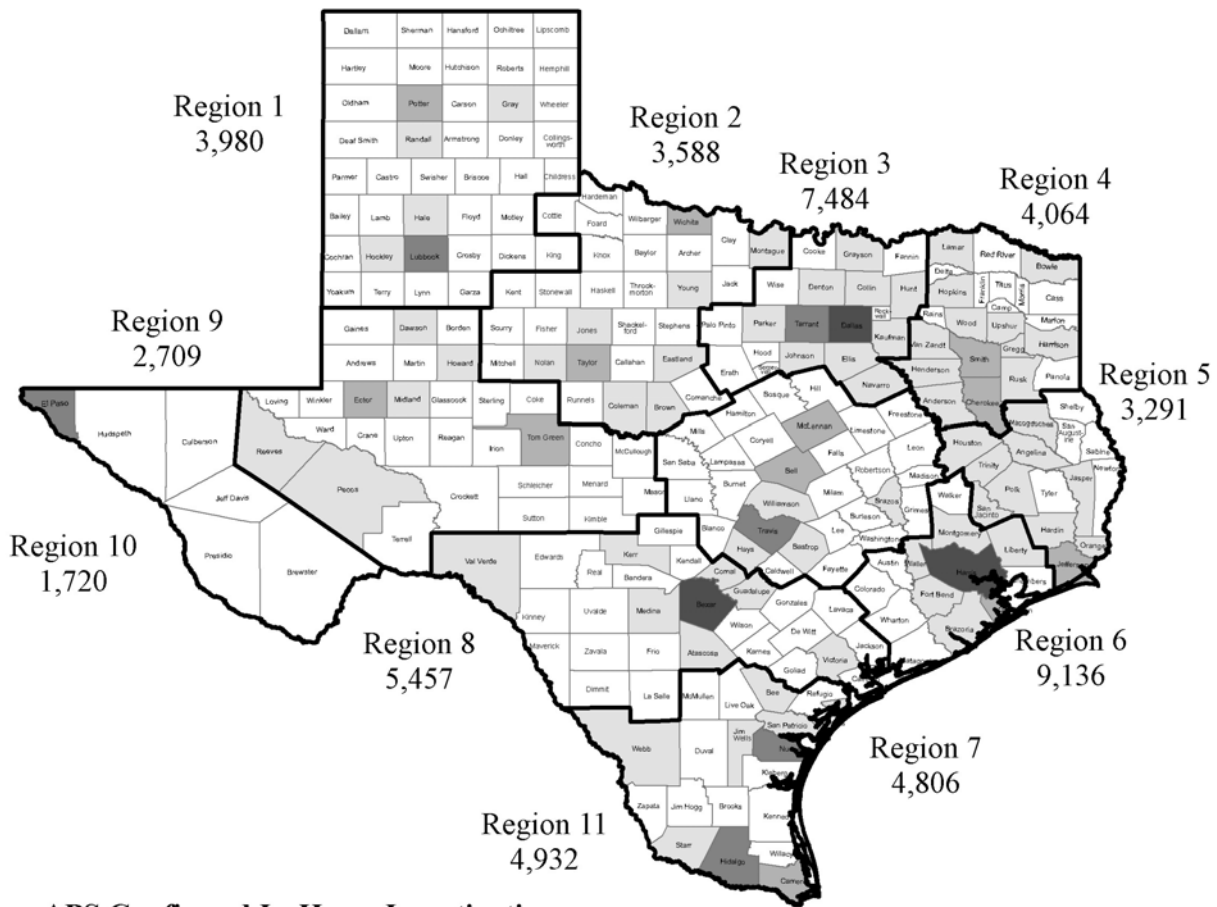 Dallam Sherman Hansford Ochiltree Lipscomb
Hartley Moore Hutchison Roberts Hemphill
Region 1
3,980
Oldham Potter Carson Gray Wheeler
Deaf Smith Randall Armstrong Donley Collings-
worth
Parmer Castro Swisher Briscoe Hall Childress
Bailey Lamb Hale Floyd Motley Cottle
Cochran Hockley Lubbock Crosby Dickens King
Yoakum Terry Lynn Garza
Region 2
3,588
Hardeman
Foard Wilbarger Wichita
Clay Montague
Knox Baylor Archer
Kent Stonewall Haskell Throck-
morton Young Jack
Scurry Fisher Jones Shackel-
ford Stephens
Mitchell Nolan Taylor Callahan Eastland
Runnels Coleman Brown Comanche
Region 3
7,484
Cooke Grayson Fannin
Wise Denton Collin Hunt
Palo Pinto Parker Tarrant Dallas Rock-
wall
Kaufman
Hood Johnson Ellis
Erath Navarro
Region 4
4,064
Lamar Red River Bowie
Delta
Hopkins Franklin Titus Morris Cass
Camp
Rains Wood Upshur Marion
Van Zandt Smith Gregg Harrison
Henderson Rusk Panola
Anderson Cherokee
Region 5
3,291
Shelby
Nacogdoches San
August-
ine
Houston Angelina Sabine
Trinity Newton
Polk Tyler Jasper
San
Jacinto
Hardin
Orange
Region 9
2,709
Gaines Dawson Borden
Andrews Martin Howard
Loving Winkler Ector Midland Glasscock Sterling Coke
Ward Crane Upton Reagan Irion Tom Green Concho
McCullough
Reeves
Pecos Crockett Schleicher Menard Mason
Terrell Sutton Kimble
El Paso Hudspeth Culberson
Jeff Davis
Presidio Brewster
Region 10
1,720
Hill
Bosque
Hamilton McLennan Limestone Freestone
Mills Coryell
Falls Leon
San Saba Lampasas Bell Robertson Madison
Llano Burnet Williamson Milam Brazos
Burleson Grimes
Blanco Travis Lee Washington
Hays Bastrop
Caldwell Fayette
Walker
Montgomery Liberty
Austin
Colorado Fort Bend
Wharton Brazoria
Region 6
9,136
Gillespie
Val Verde Edwards Kerr Kendall
Real Bandera Comal
Guadalupe
Kinney Uvalde Medina Bexar Gonzales Lavaca
Wilson
De Witt
Maverick Zavala Frio Atascosa Karnes Jackson
Goliad Victoria
Dimmit La Salle
Region 8
5,457
Region 7
4,806
McMullen Live Oak Bee Refugio
San Patricio
Webb Duval Jim
Wells
Kleberg
Zapata Jim Hogg Brooks
Starr Hidalgo
Region 11
4,932